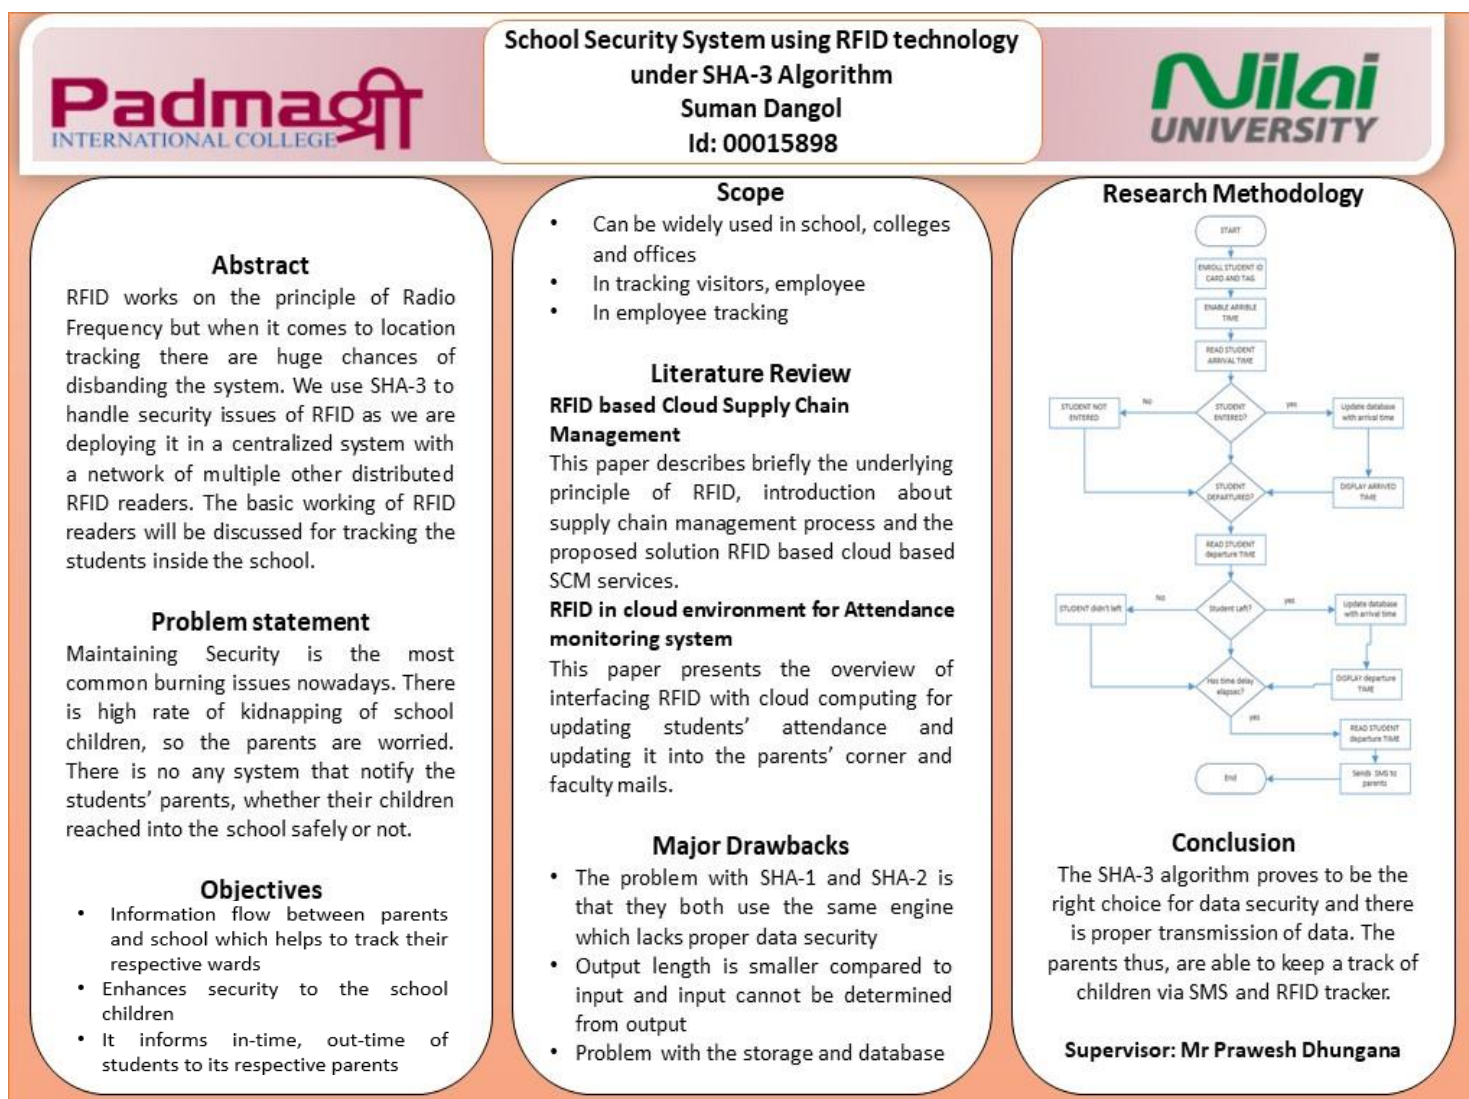 Padmaश्री
INTERNATIONAL COLLEGE
School Security System using RFID technology
under SHA-3 Algorithm
Suman Dangol
Id: 00015898
Nilai
UNIVERSITY
Abstract
RFID works on the principle of Radio
Frequency but when it comes to location
tracking there are huge chances of
disbanding the system. We use SHA-3 to
handle security issues of RFID as we are
deploying it in a centralized system with
a network of multiple other distributed
RFID readers. The basic working of RFID
readers will be discussed for tracking the
students inside the school.
Problem statement
Maintaining Security is the most
common burning issues nowadays. There
is high rate of kidnapping of school
children, so the parents are worried.
There is no any system that notify the
students' parents, whether their children
reached into the school safely or not.
Objectives
• Information flow between parents
and school which helps to track their
respective wards
• Enhances security to the school
children
• It informs in-time, out-time of
students to its respective parents
Scope
• Can be widely used in school, colleges
and offices
• In tracking visitors, employee
• In employee tracking
Literature Review
RFID based Cloud Supply Chain
Management
This paper describes briefly the underlying
principle of RFID, introduction about
supply chain management process and the
proposed solution RFID based cloud based
SCM services.
RFID in cloud environment for Attendance
monitoring system
This paper presents the overview of
interfacing RFID with cloud computing for
updating students' attendance and
updating it into the parents' corner and
faculty mails.
Major Drawbacks
• The problem with SHA-1 and SHA-2 is
that they both use the same engine
which lacks proper data security
• Output length is smaller compared to
input and input cannot be determined
from output
• Problem with the storage and database
Research Methodology
START
ENROLL STUDENT ID
CARD AND TAG
ENABLE ARRIBLE
TIME
READ STUDENT
ARRIVAL TIME
STUDENT
ENTERED?
No
STUDENT NOT
ENTERED
yes
Update database
with arrival time
STUDENT
DEPARTURED?
DISPLAY ARRIVED
TIME
READ STUDENT
departure TIME
Student Left?
No
STUDENT didn't left
yes
Update database
with arrival time
Has time delay
elapsec?
DISPLAY departure
TIME
yes
READ STUDENT
departure TIME
Sends SMS to
parents
End
Conclusion
The SHA-3 algorithm proves to be the
right choice for data security and there
is proper transmission of data. The
parents thus, are able to keep a track of
children via SMS and RFID tracker.
Supervisor: Mr Prawesh Dhungana